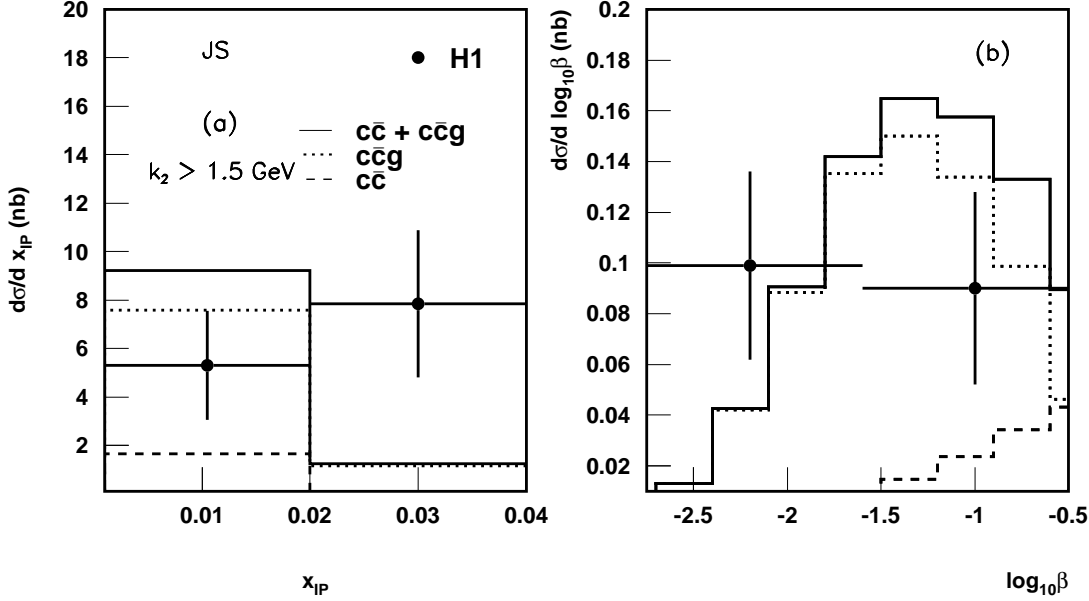 dσ/d x_IP (nb)
20
18
16
14
12
10
8
6
4
2
JS
H1
(a)
k₂ > 1.5 GeV
cc̄ + cc̄g
cc̄g
cc̄
0.01
0.02
0.03
0.04
x_IP
dσ/d log₁₀β (nb)
0.2
0.18
0.16
0.14
0.12
0.1
0.08
0.06
0.04
0.02
(b)
-2.5
-2
-1.5
-1
-0.5
log₁₀β